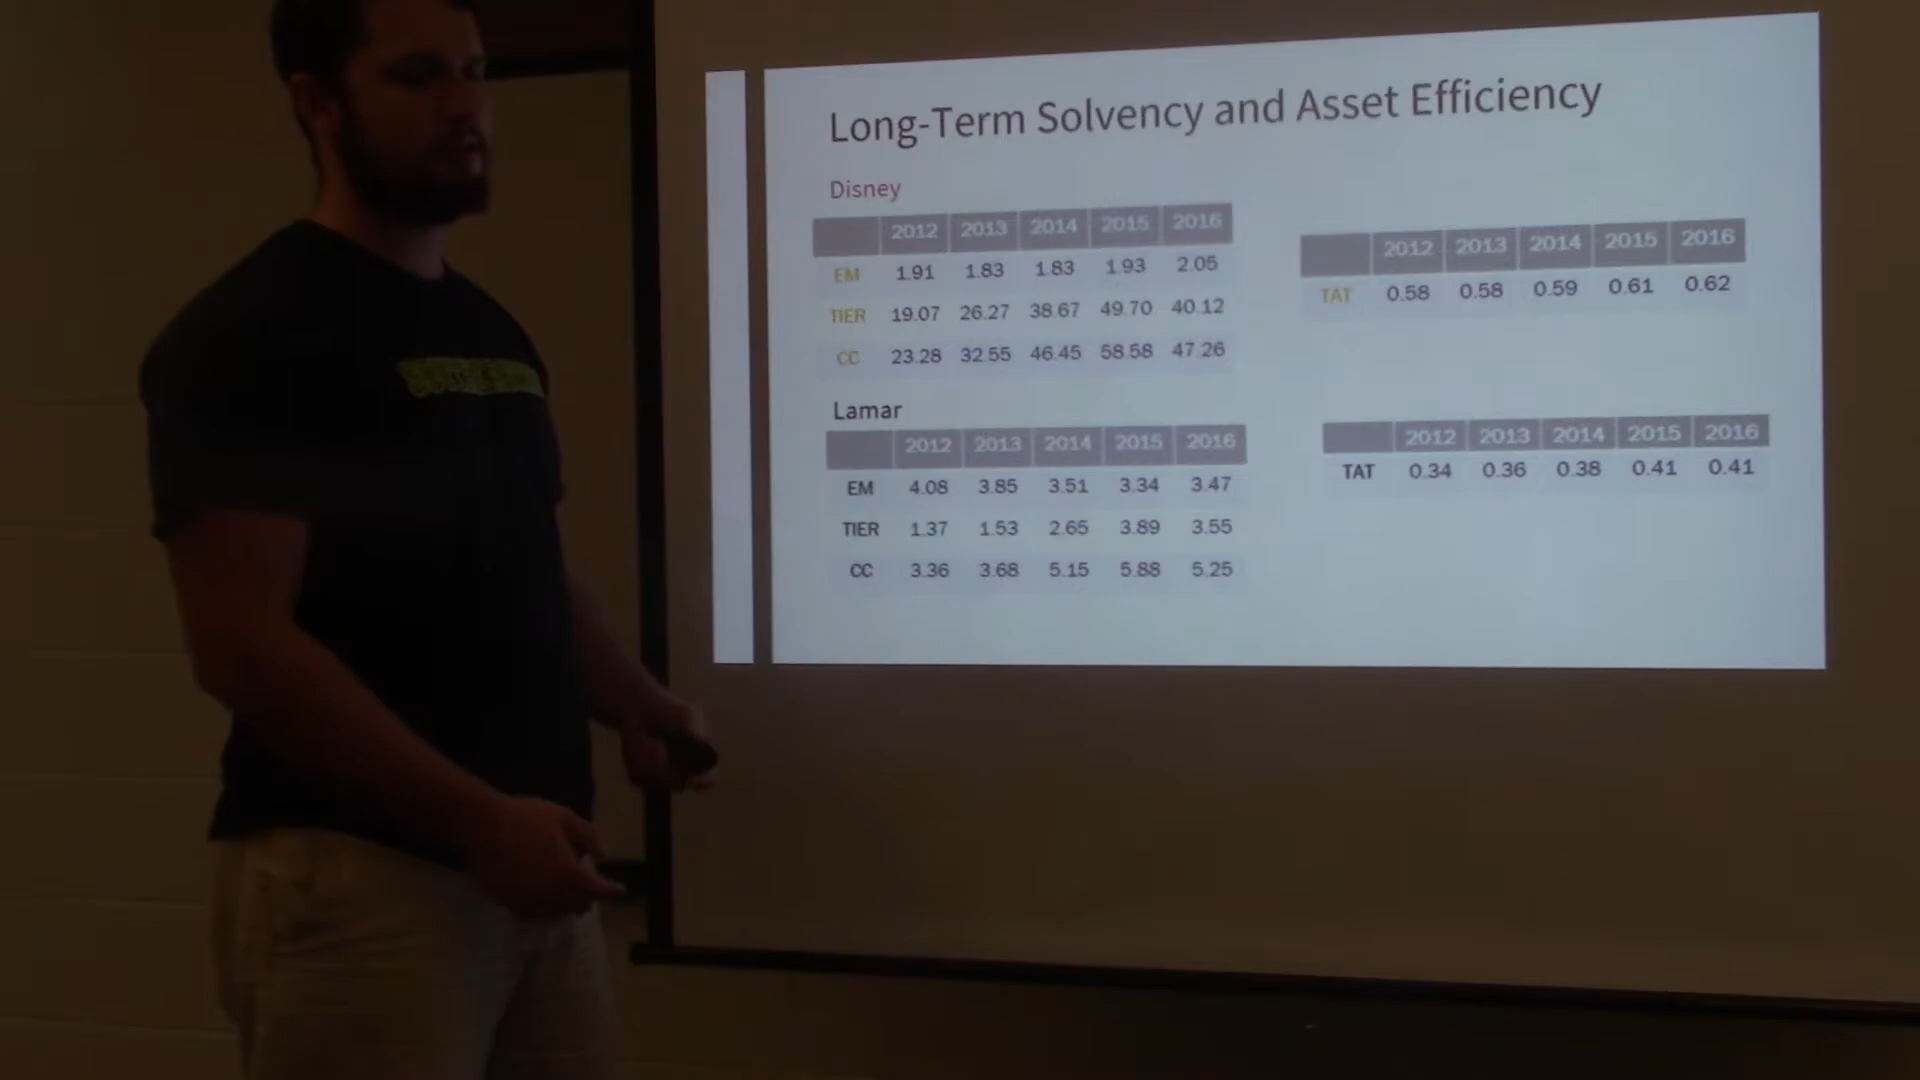 Long-Term Solvency and Asset Efficiency
Disney
2012 2013 2014 2015 2016
EM 1.91 1.83 1.83 1.93 2.05
TIER 19.07 26.27 38.67 49.70 40.12
CC 23.28 32.55 46.45 58.58 47.26
2012 2013 2014 2015 2016
TAT 0.58 0.58 0.59 0.61 0.62
Lamar
2012 2013 2014 2015 2016
EM 4.08 3.85 3.51 3.34 3.47
TIER 1.37 1.53 2.65 3.89 3.55
CC 3.36 3.68 5.15 5.88 5.25
2012 2013 2014 2015 2016
TAT 0.34 0.36 0.38 0.41 0.41